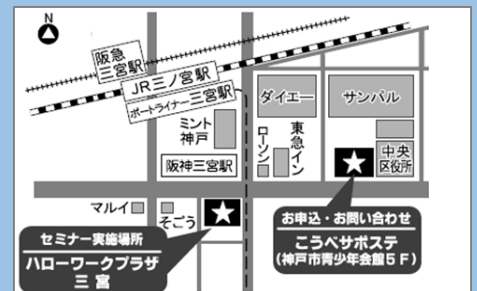 N
阪急
三宮駅
JR三ノ宮駅
ポートライナー三宮駅
ミント
神戸
阪神三宮駅
ダイエー
サンパル
ローソン
東急イン
中央
区役所
マルイ
そごう
セミナー実施場所
ハローワークプラザ
三宮
お申込・お問い合わせ
こうべサポステ
(神戸市青少年会館5F)